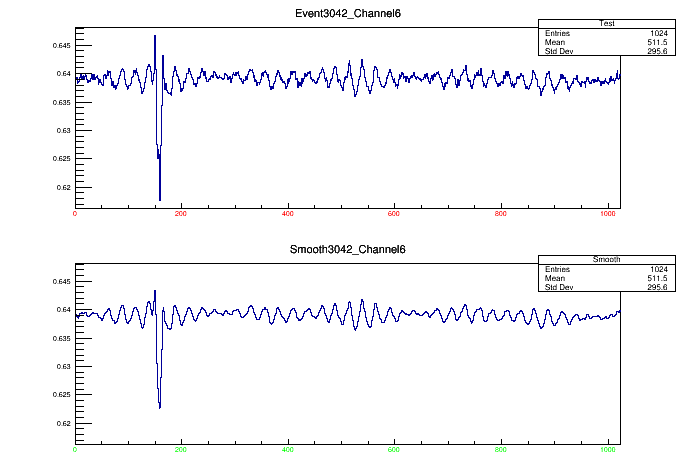 Event3042_Channel6
Test
Entries 1024
Mean 511.5
Std Dev 295.6
0.645
0.64
0.635
0.63
0.625
0.62
0 200 400 600 800 1000
Smooth3042_Channel6
Smooth
Entries 1024
Mean 511.5
Std Dev 295.6
0.645
0.64
0.635
0.63
0.625
0.62
0 200 400 600 800 1000